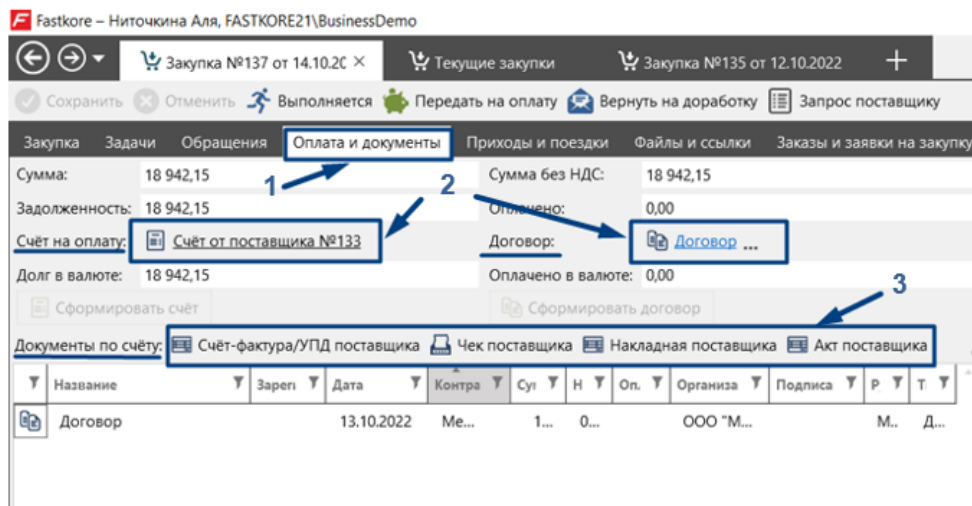 Fastkore – Ниточкина Аля, FASTKORE21\BusinessDemo
Закупка №137 от 14.10.20 × Текущие закупки Закупка №135 от 12.10.2022 +
Сохранить Отменить Выполняется Передать на оплату Вернуть на доработку Запрос поставщику
Закупка Задачи Обращения Оплата и документы Приходы и поездки Файлы и ссылки Заказы и заявки на закупку
1 2
Сумма: 18 942,15 Сумма без НДС: 18 942,15
Задолженность: 18 942,15 Оплачено: 0,00
Счёт на оплату: Счёт от поставщика №133 Договор: Договор ...
Долг в валюте: 18 942,15 Оплачено в валюте: 0,00
3
Сформировать счёт Сформировать договор
Документы по счёту: Счёт-фактура/УПД поставщика Чек поставщика Накладная поставщика Акт поставщика
Название Зареги Дата Контра Сум Н Оп. Организа Подписа Р Т
Договор 13.10.2022 Ме... 1... 0... ООО "М... М.. Д...